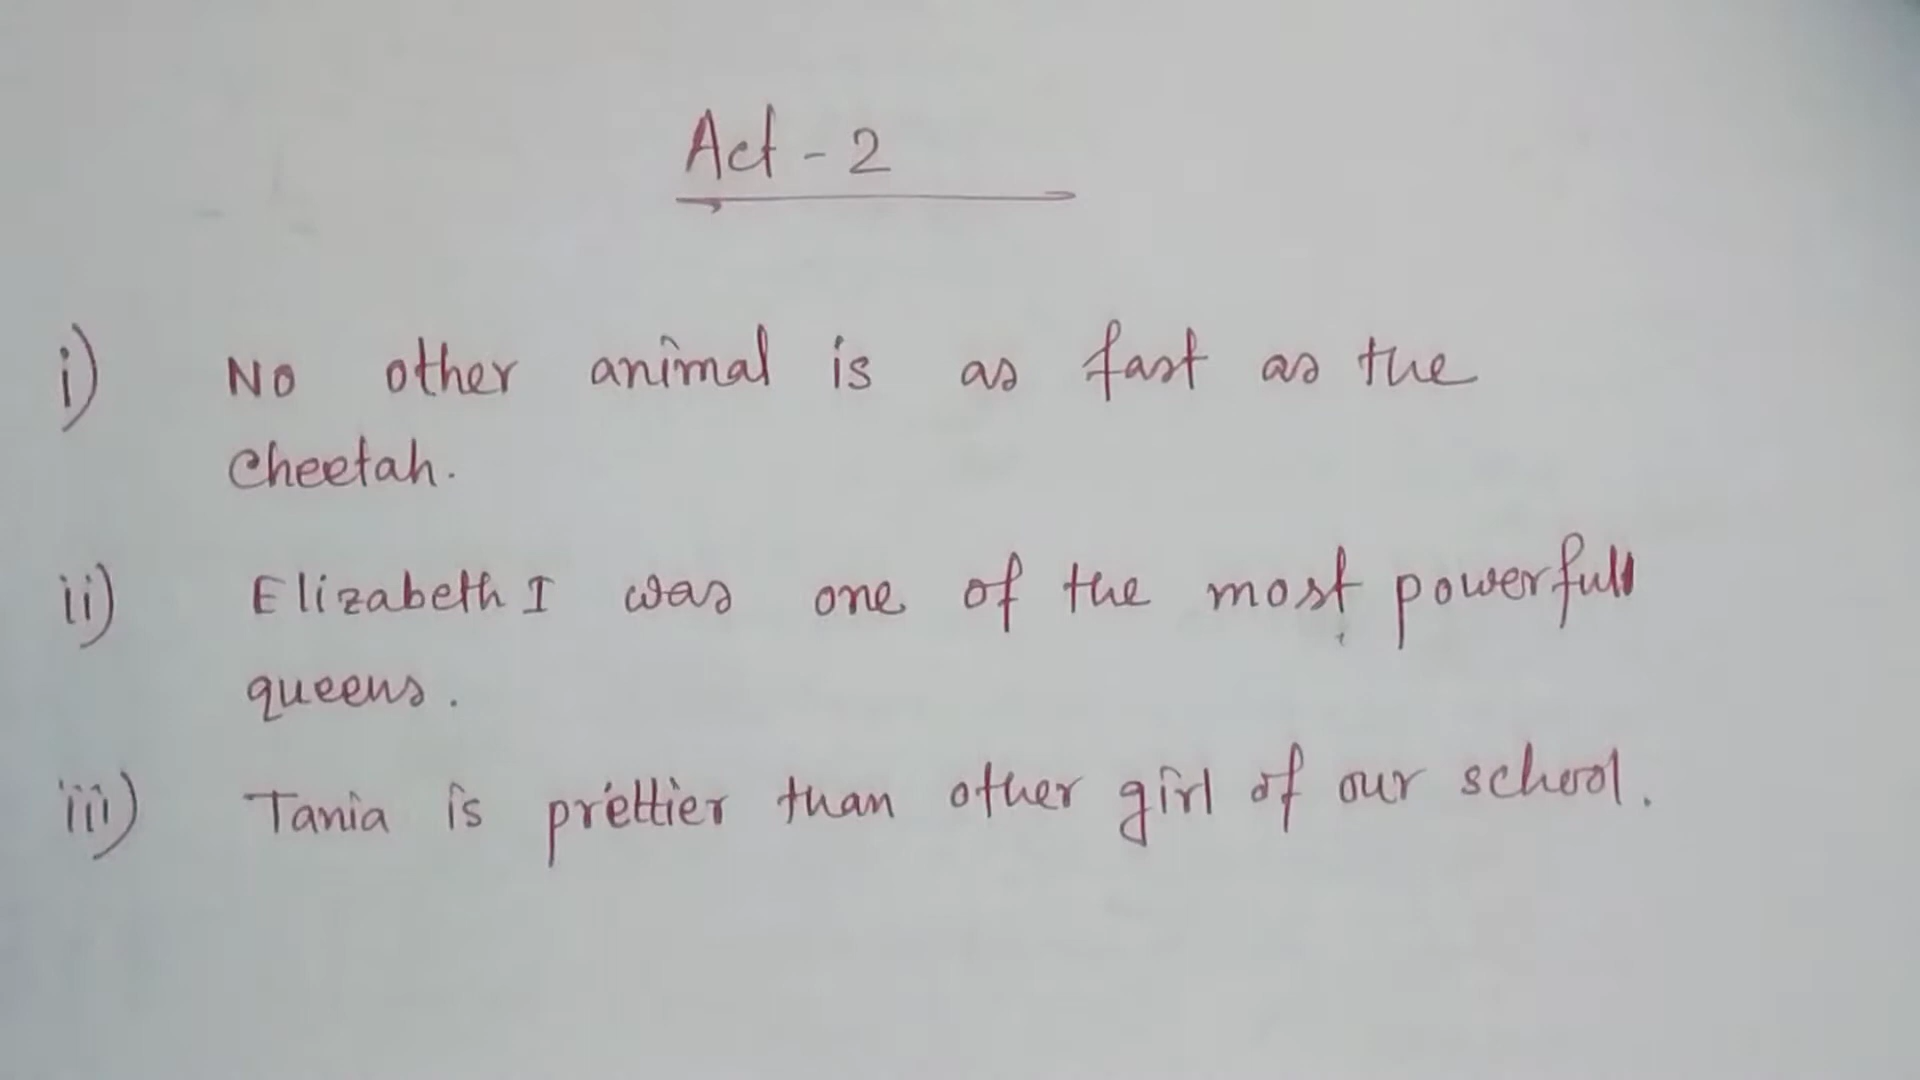 Act - 2
i) No other animal is as fast as the
cheetah.
ii) Elizabeth I was one of the most powerfull
queens.
iii) Tania is prettier than other girl of our school.